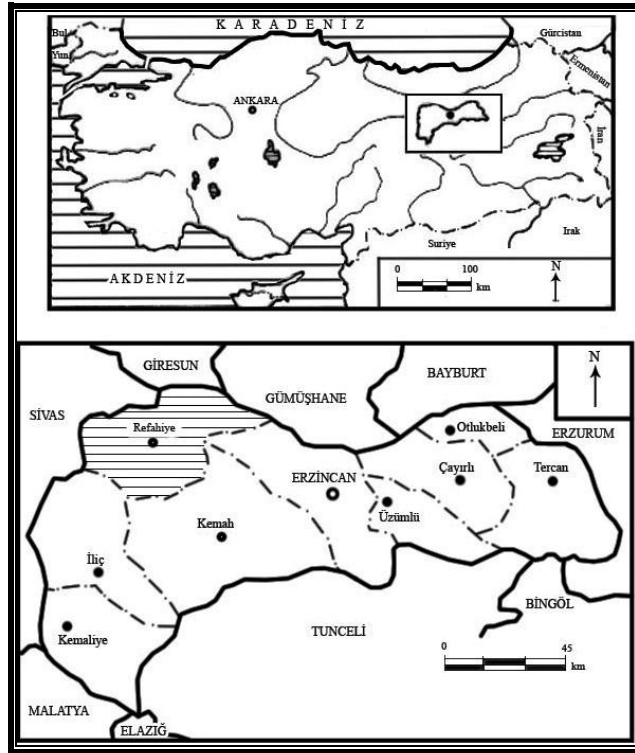 KARADENİZ
Bul
Yun
Gürcistan
Ermenistan
İran
ANKARA
Suriye
Irak
AKDENİZ
0 100
km
N
GİRESUN
GÜMÜŞHANE
BAYBURT
N
SİVAS
Refahiye
Otlukbeli
ERZURUM
ERZİNCAN
Çayırlı
Tercan
Üzümlü
Kemah
İliç
BİNGÖL
Kemaliye
TUNCELİ
0 45
km
MALATYA
ELAZIĞ